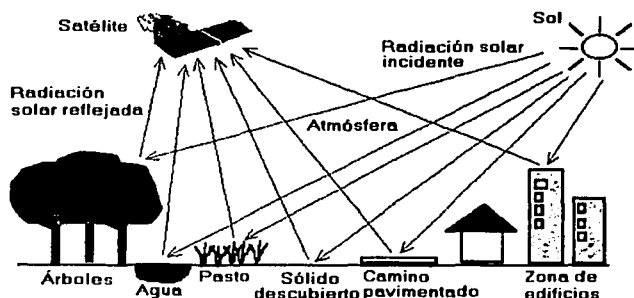 Satélite
Sol
Radiación solar
incidente
Radiación
solar reflejada
Atmósfera
Árboles
Agua
Pasto
Sólido
descubierto
Camino
pavimentado
Zona de
edificios